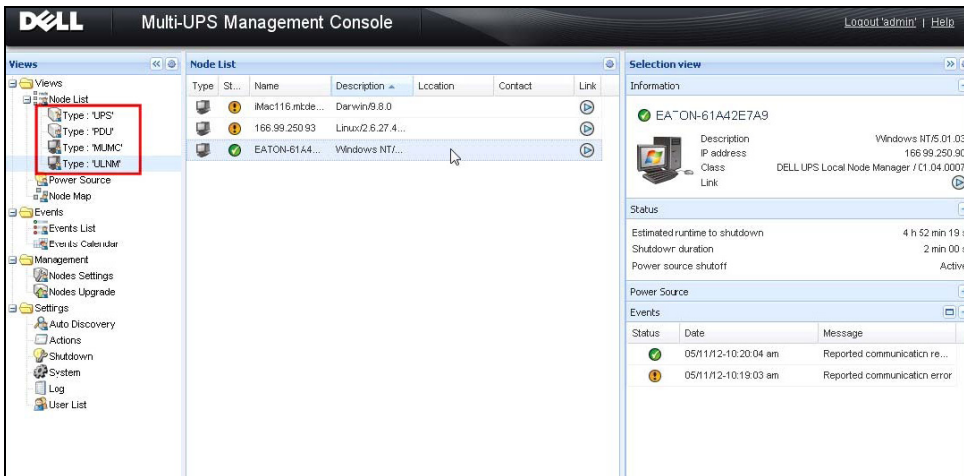 DELL Multi-UPS Management Console Logout 'admin' | Help
Views
Views
Node List
Type : 'UPS'
Type : 'PDU'
Type : 'MUMC'
Type : 'ULNM'
Power Source
Node Map
Events
Events List
Events Calendar
Management
Nodes Settings
Nodes Upgrade
Settings
Auto Discovery
Actions
Shutdown
System
Log
User List
Node List
Type St... Name Description Location Contact Link
iMac116.mtcde... Darwin/9.8.0
166.99.250.93 Linux/2.6.27.4...
EATON-61A4... Windows NT/...
Selection view
Information
EATON-61A42E7A9
Description Windows NT/5.01.03
IP address 166.99.250.90
Class DELL UPS Local Node Manager / 01.04.0007
Link
Status
Estimated runtime to shutdown 4 h 52 min 19 s
Shutdown duration 2 min 00 s
Power source shutoff Active
Power Source
Events
Status Date Message
05/11/12-10:20:04 am Reported communication re...
05/11/12-10:19:03 am Reported communication error